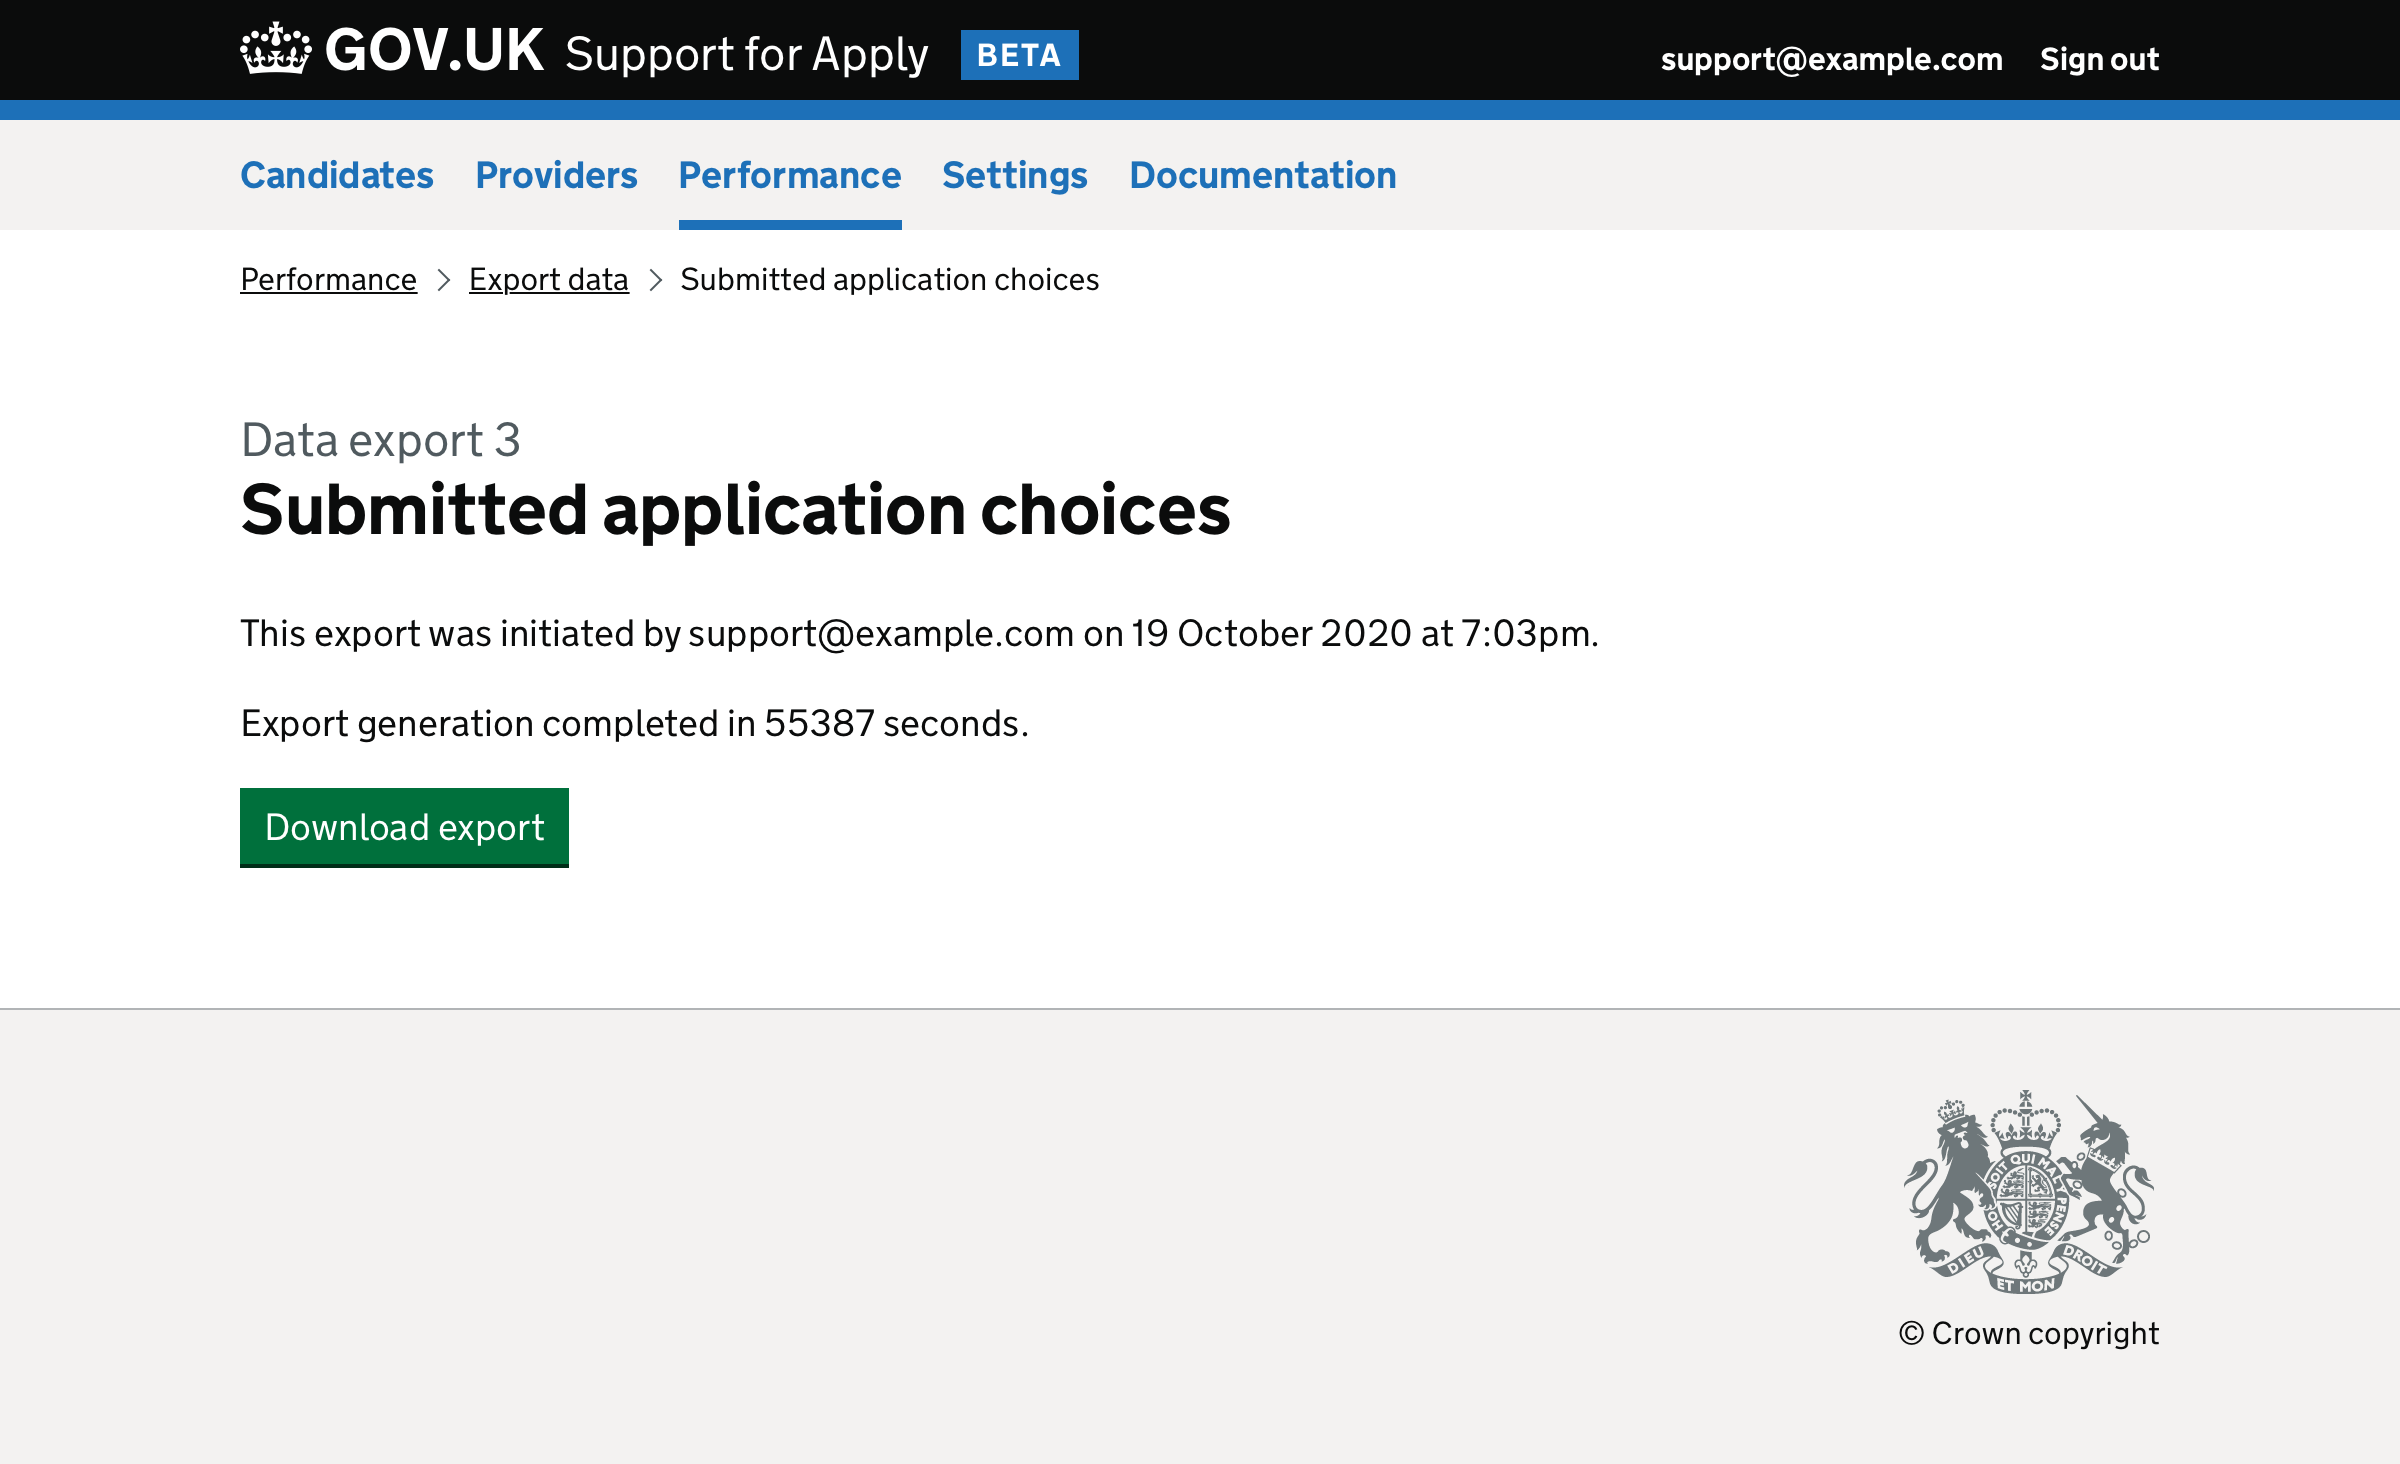 GOV.UK Support for Apply BETA support@example.com Sign out
Candidates Providers Performance Settings Documentation
Performance Export data Submitted application choices
Data export 3
Submitted application choices
This export was initiated by support@example.com on 19 October 2020 at 7:03pm.
Export generation completed in 55387 seconds.
Download export
SOIT QUI MAL Y PENSE
HO
DIEU ET MON DROIT
© Crown copyright